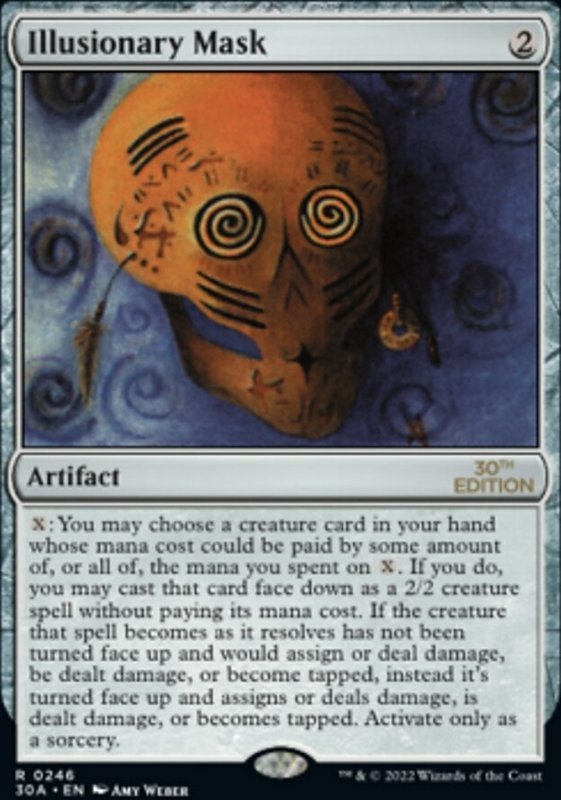 Illusionary Mask 2
Artifact
30TH
EDITION
X: You may choose a creature card in your hand
whose mana cost could be paid by some amount
of, or all of, the mana you spent on X. If you do,
you may cast that card face down as a 2/2 creature
spell without paying its mana cost. If the creature
that spell becomes as it resolves has not been
turned face up and would assign or deal damage,
be dealt damage, or become tapped, instead it's
turned face up and assigns or deals damage, is
dealt damage, or becomes tapped. Activate only as
a sorcery.
R 0246
30A • EN Amy Weber
™ & © 2022 Wizards of the Coast